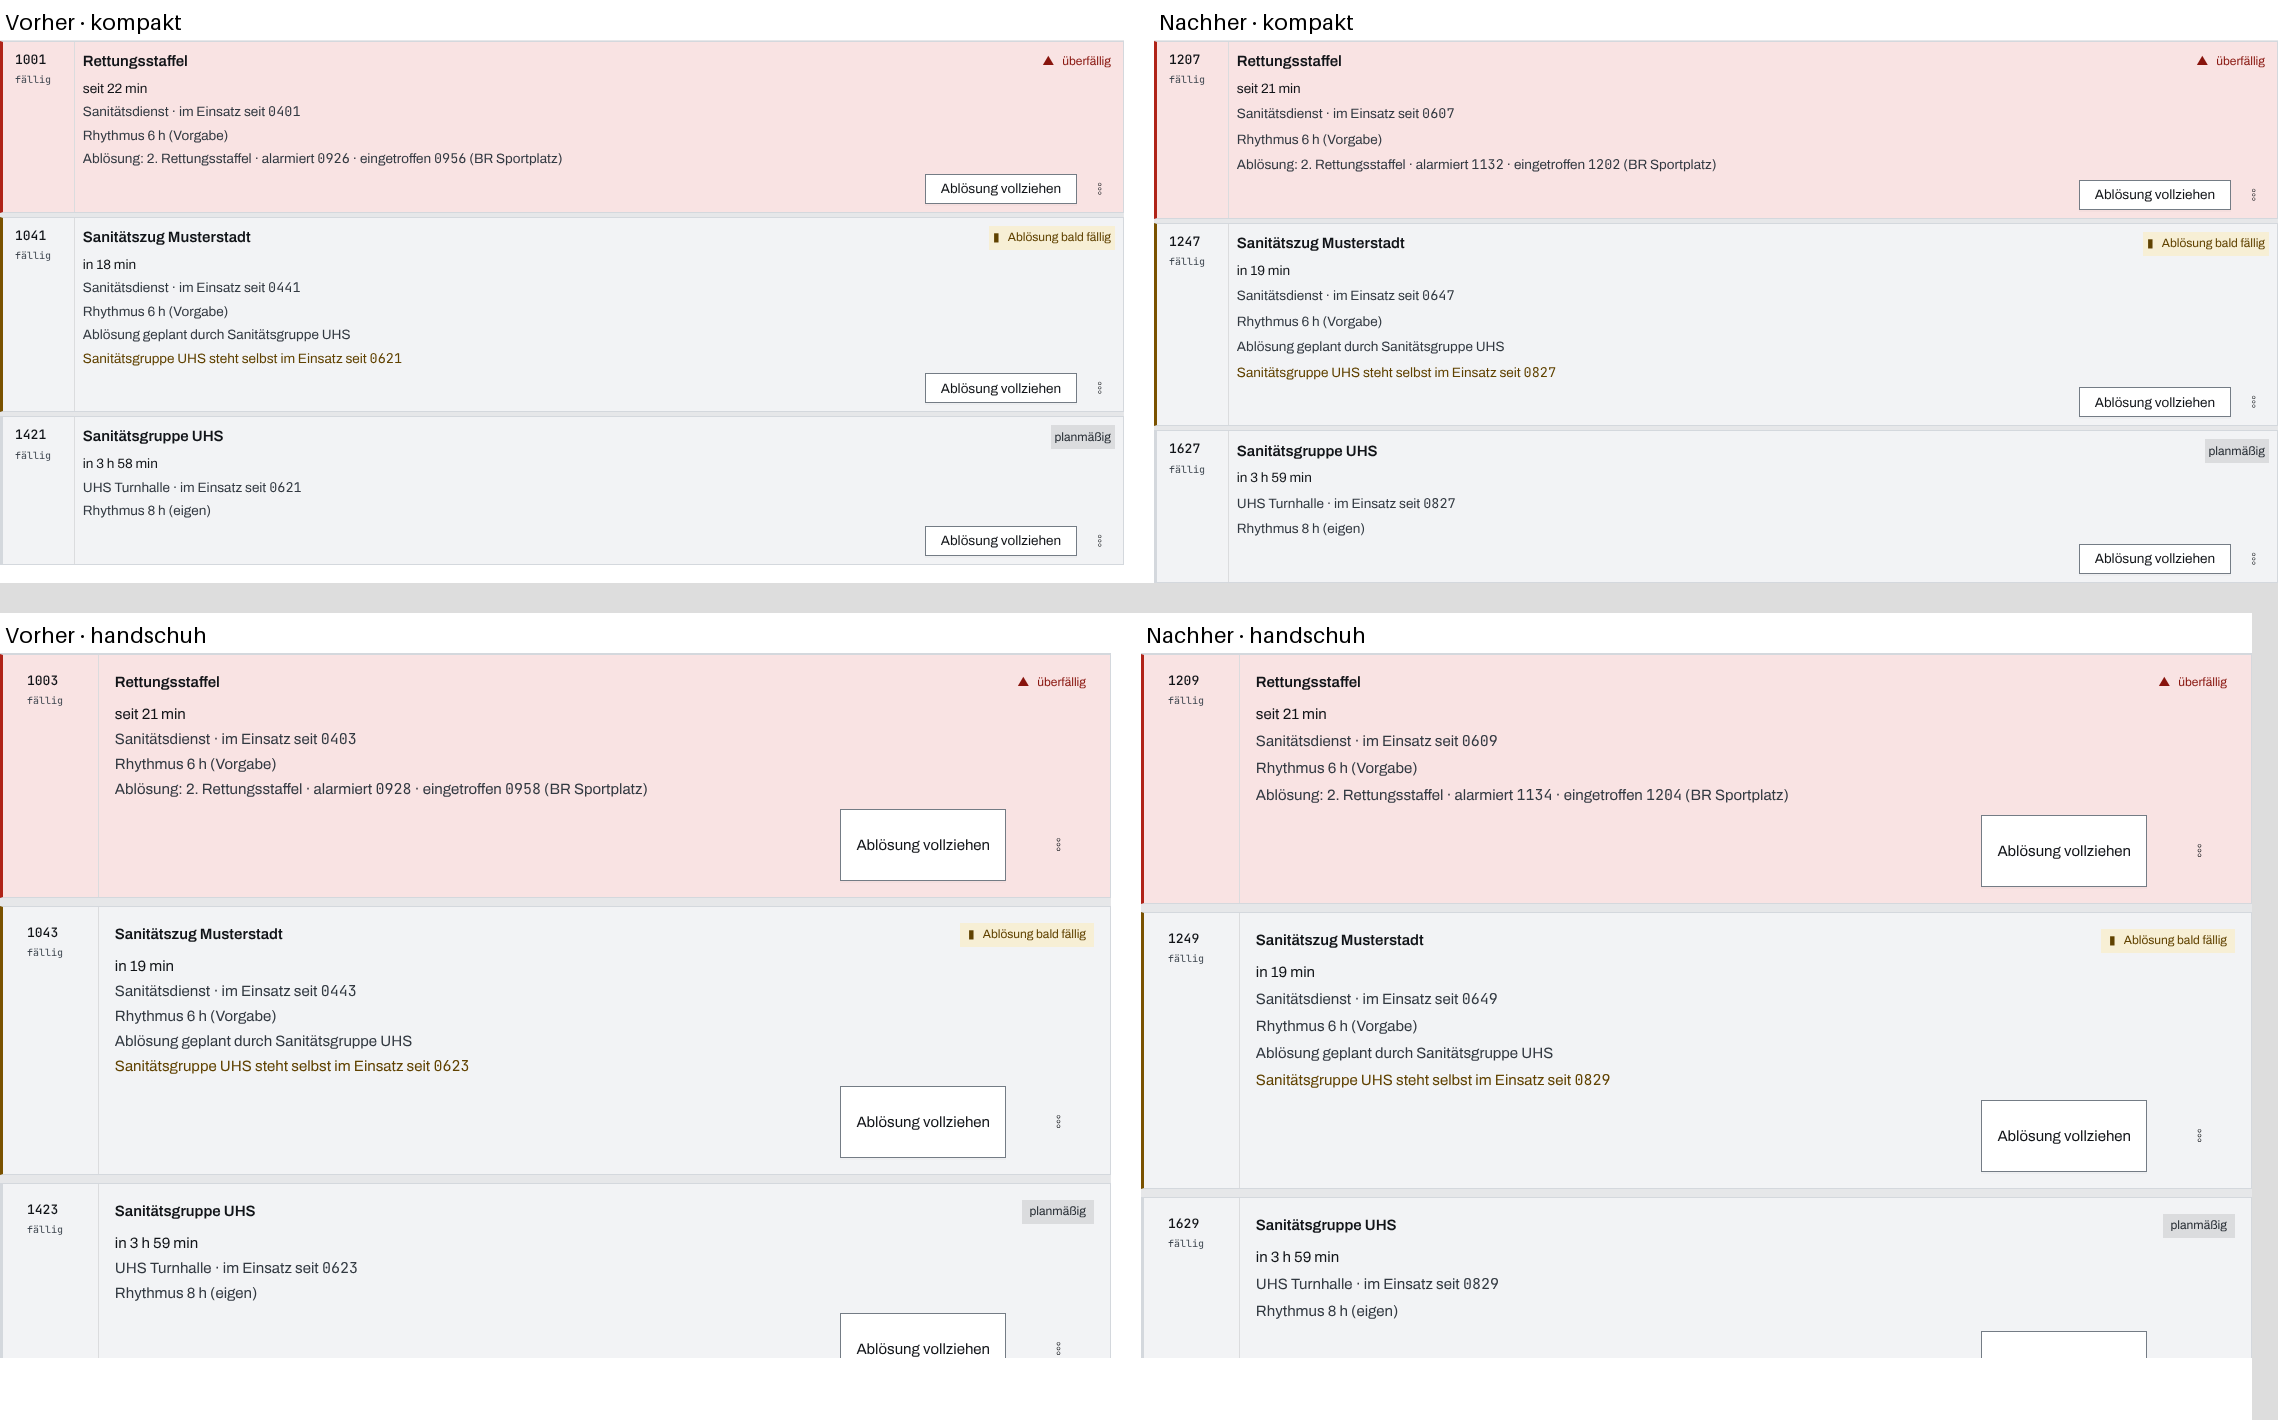 Vorher · kompakt
1001
fällig
Rettungsstaffel
überfällig
seit 22 min
Sanitätsdienst · im Einsatz seit 0401
Rhythmus 6 h (Vorgabe)
Ablösung: 2. Rettungsstaffel · alarmiert 0926 · eingetroffen 0956 (BR Sportplatz)
Ablösung vollziehen
1041
fällig
Sanitätszug Musterstadt
Ablösung bald fällig
in 18 min
Sanitätsdienst · im Einsatz seit 0441
Rhythmus 6 h (Vorgabe)
Ablösung geplant durch Sanitätsgruppe UHS
Sanitätsgruppe UHS steht selbst im Einsatz seit 0621
Ablösung vollziehen
1421
fällig
Sanitätsgruppe UHS
planmäßig
in 3 h 58 min
UHS Turnhalle · im Einsatz seit 0621
Rhythmus 8 h (eigen)
Ablösung vollziehen
Nachher · kompakt
1207
fällig
Rettungsstaffel
überfällig
seit 21 min
Sanitätsdienst · im Einsatz seit 0607
Rhythmus 6 h (Vorgabe)
Ablösung: 2. Rettungsstaffel · alarmiert 1132 · eingetroffen 1202 (BR Sportplatz)
Ablösung vollziehen
1247
fällig
Sanitätszug Musterstadt
Ablösung bald fällig
in 19 min
Sanitätsdienst · im Einsatz seit 0647
Rhythmus 6 h (Vorgabe)
Ablösung geplant durch Sanitätsgruppe UHS
Sanitätsgruppe UHS steht selbst im Einsatz seit 0827
Ablösung vollziehen
1627
fällig
Sanitätsgruppe UHS
planmäßig
in 3 h 59 min
UHS Turnhalle · im Einsatz seit 0827
Rhythmus 8 h (eigen)
Ablösung vollziehen
Vorher · handschuh
1003
fällig
Rettungsstaffel
überfällig
seit 21 min
Sanitätsdienst · im Einsatz seit 0403
Rhythmus 6 h (Vorgabe)
Ablösung: 2. Rettungsstaffel · alarmiert 0928 · eingetroffen 0958 (BR Sportplatz)
Ablösung vollziehen
1043
fällig
Sanitätszug Musterstadt
Ablösung bald fällig
in 19 min
Sanitätsdienst · im Einsatz seit 0443
Rhythmus 6 h (Vorgabe)
Ablösung geplant durch Sanitätsgruppe UHS
Sanitätsgruppe UHS steht selbst im Einsatz seit 0623
Ablösung vollziehen
1423
fällig
Sanitätsgruppe UHS
planmäßig
in 3 h 59 min
UHS Turnhalle · im Einsatz seit 0623
Rhythmus 8 h (eigen)
Ablösung vollziehen
Nachher · handschuh
1209
fällig
Rettungsstaffel
überfällig
seit 21 min
Sanitätsdienst · im Einsatz seit 0609
Rhythmus 6 h (Vorgabe)
Ablösung: 2. Rettungsstaffel · alarmiert 1134 · eingetroffen 1204 (BR Sportplatz)
Ablösung vollziehen
1249
fällig
Sanitätszug Musterstadt
Ablösung bald fällig
in 19 min
Sanitätsdienst · im Einsatz seit 0649
Rhythmus 6 h (Vorgabe)
Ablösung geplant durch Sanitätsgruppe UHS
Sanitätsgruppe UHS steht selbst im Einsatz seit 0829
Ablösung vollziehen
1629
fällig
Sanitätsgruppe UHS
planmäßig
in 3 h 59 min
UHS Turnhalle · im Einsatz seit 0829
Rhythmus 8 h (eigen)